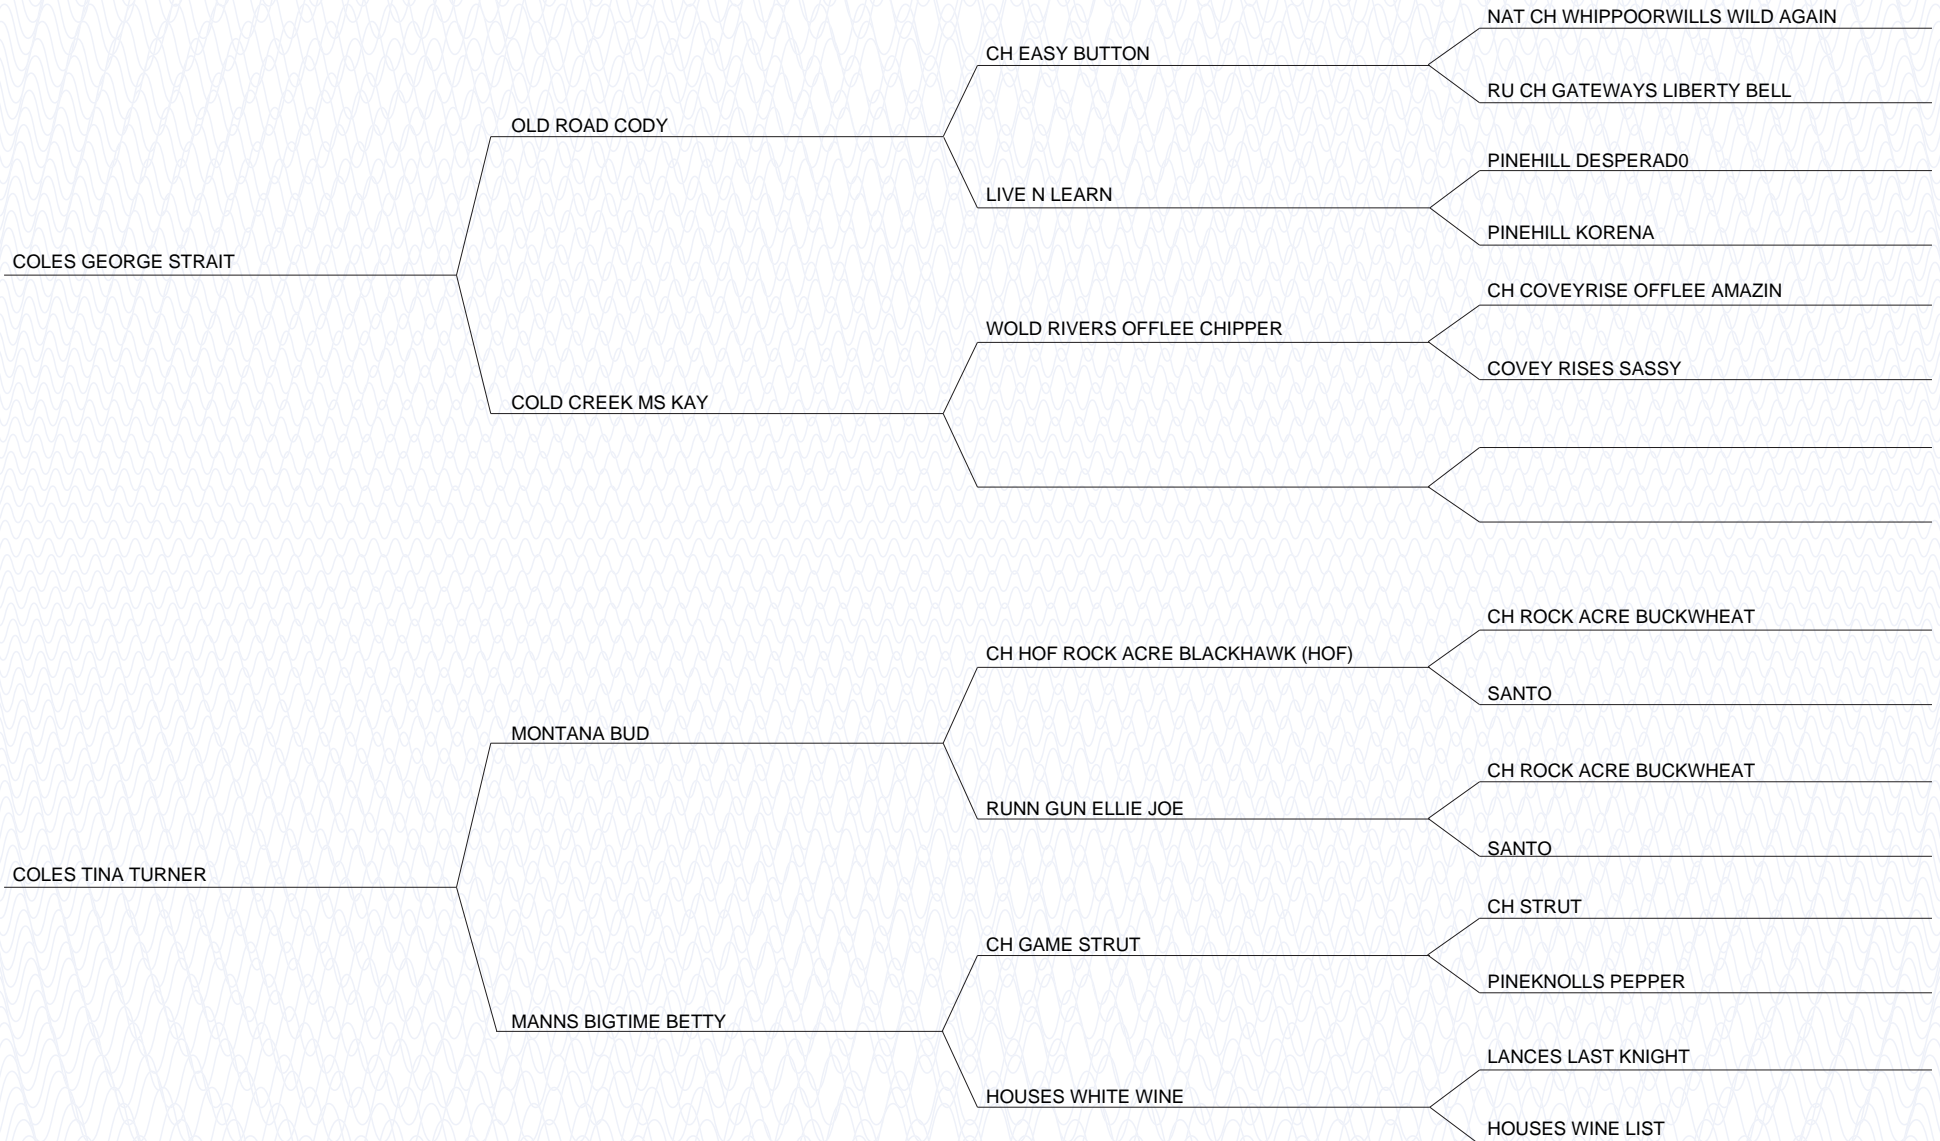 NAT CH WHIPPOORWILLS WILD AGAIN
CH EASY BUTTON
RU CH GATEWAYS LIBERTY BELL
OLD ROAD CODY
PINEHILL DESPERAD0
LIVE N LEARN
PINEHILL KORENA
COLES GEORGE STRAIT
CH COVEYRISE OFFLEE AMAZIN
WOLD RIVERS OFFLEE CHIPPER
COVEY RISES SASSY
COLD CREEK MS KAY
CH ROCK ACRE BUCKWHEAT
CH HOF ROCK ACRE BLACKHAWK (HOF)
SANTO
MONTANA BUD
CH ROCK ACRE BUCKWHEAT
RUNN GUN ELLIE JOE
SANTO
COLES TINA TURNER
CH STRUT
CH GAME STRUT
PINEKNOLLS PEPPER
MANNS BIGTIME BETTY
LANCES LAST KNIGHT
HOUSES WHITE WINE
HOUSES WINE LIST